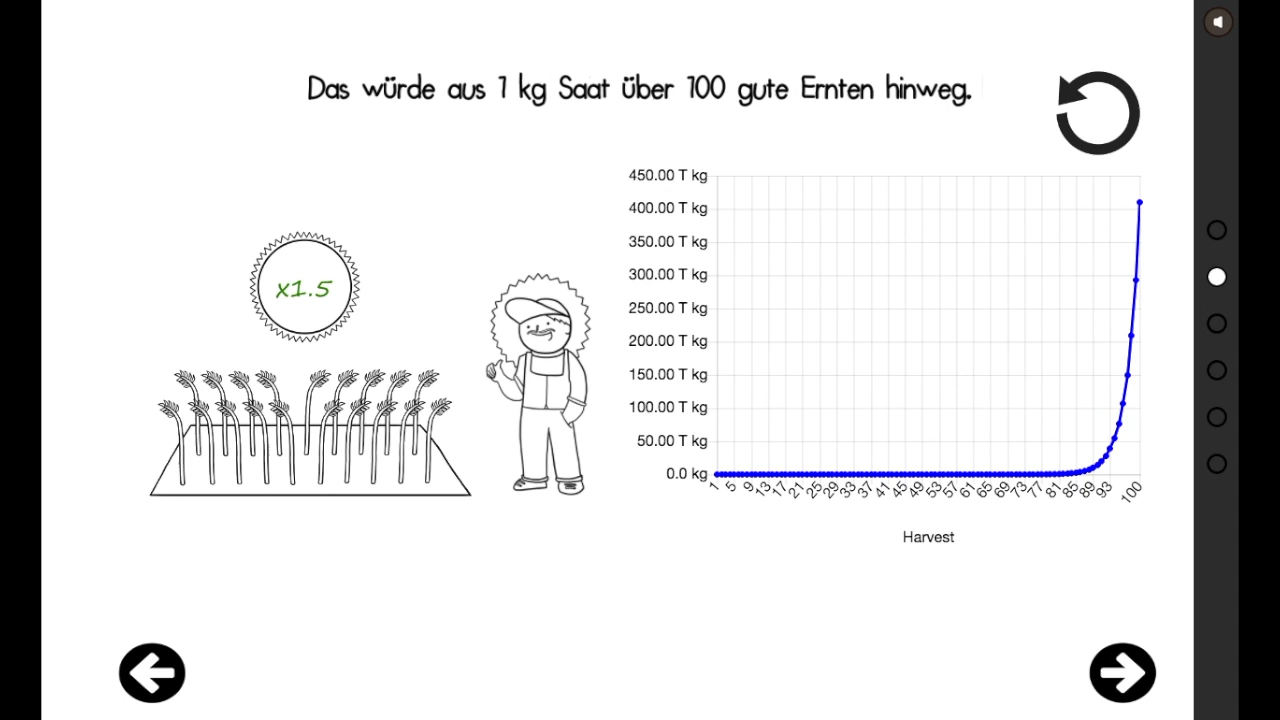 Das würde aus 1 kg Saat über 100 gute Ernten hinweg.
x1.5
450.00 T kg
400.00 T kg
350.00 T kg
300.00 T kg
250.00 T kg
200.00 T kg
150.00 T kg
100.00 T kg
50.00 T kg
0.0 kg
1 5 9 13 17 21 25 29 33 37 41 45 49 53 57 61 65 69 73 77 81 85 89 93 100
Harvest